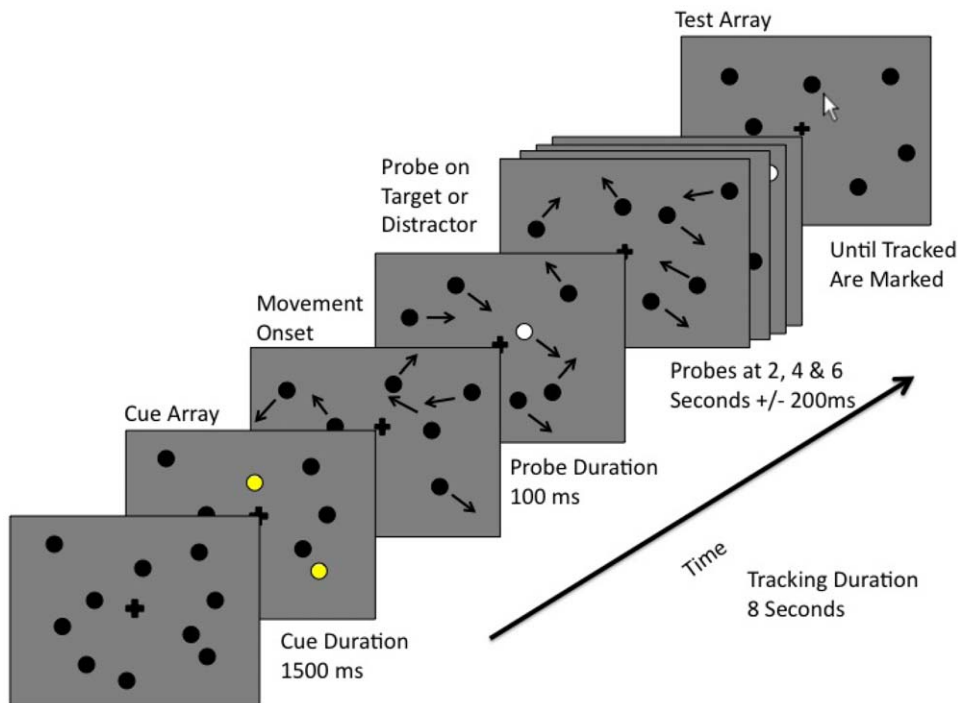 Test Array
Probe on
Target or
Distractor
Until Tracked
Are Marked
Movement
Onset
Probes at 2, 4 & 6
Seconds +/- 200ms
Cue Array
Probe Duration
100 ms
Time
Tracking Duration
8 Seconds
Cue Duration
1500 ms